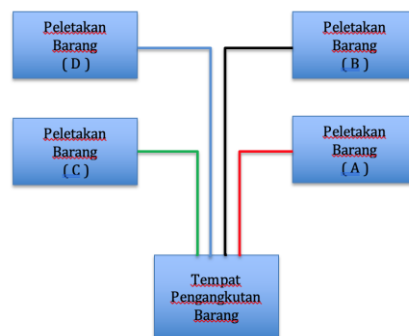 Peletakan
Barang
( D )
Peletakan
Barang
( B )
Peletakan
Barang
( C )
Peletakan
Barang
( A )
Tempat
Pengangkutan
Barang